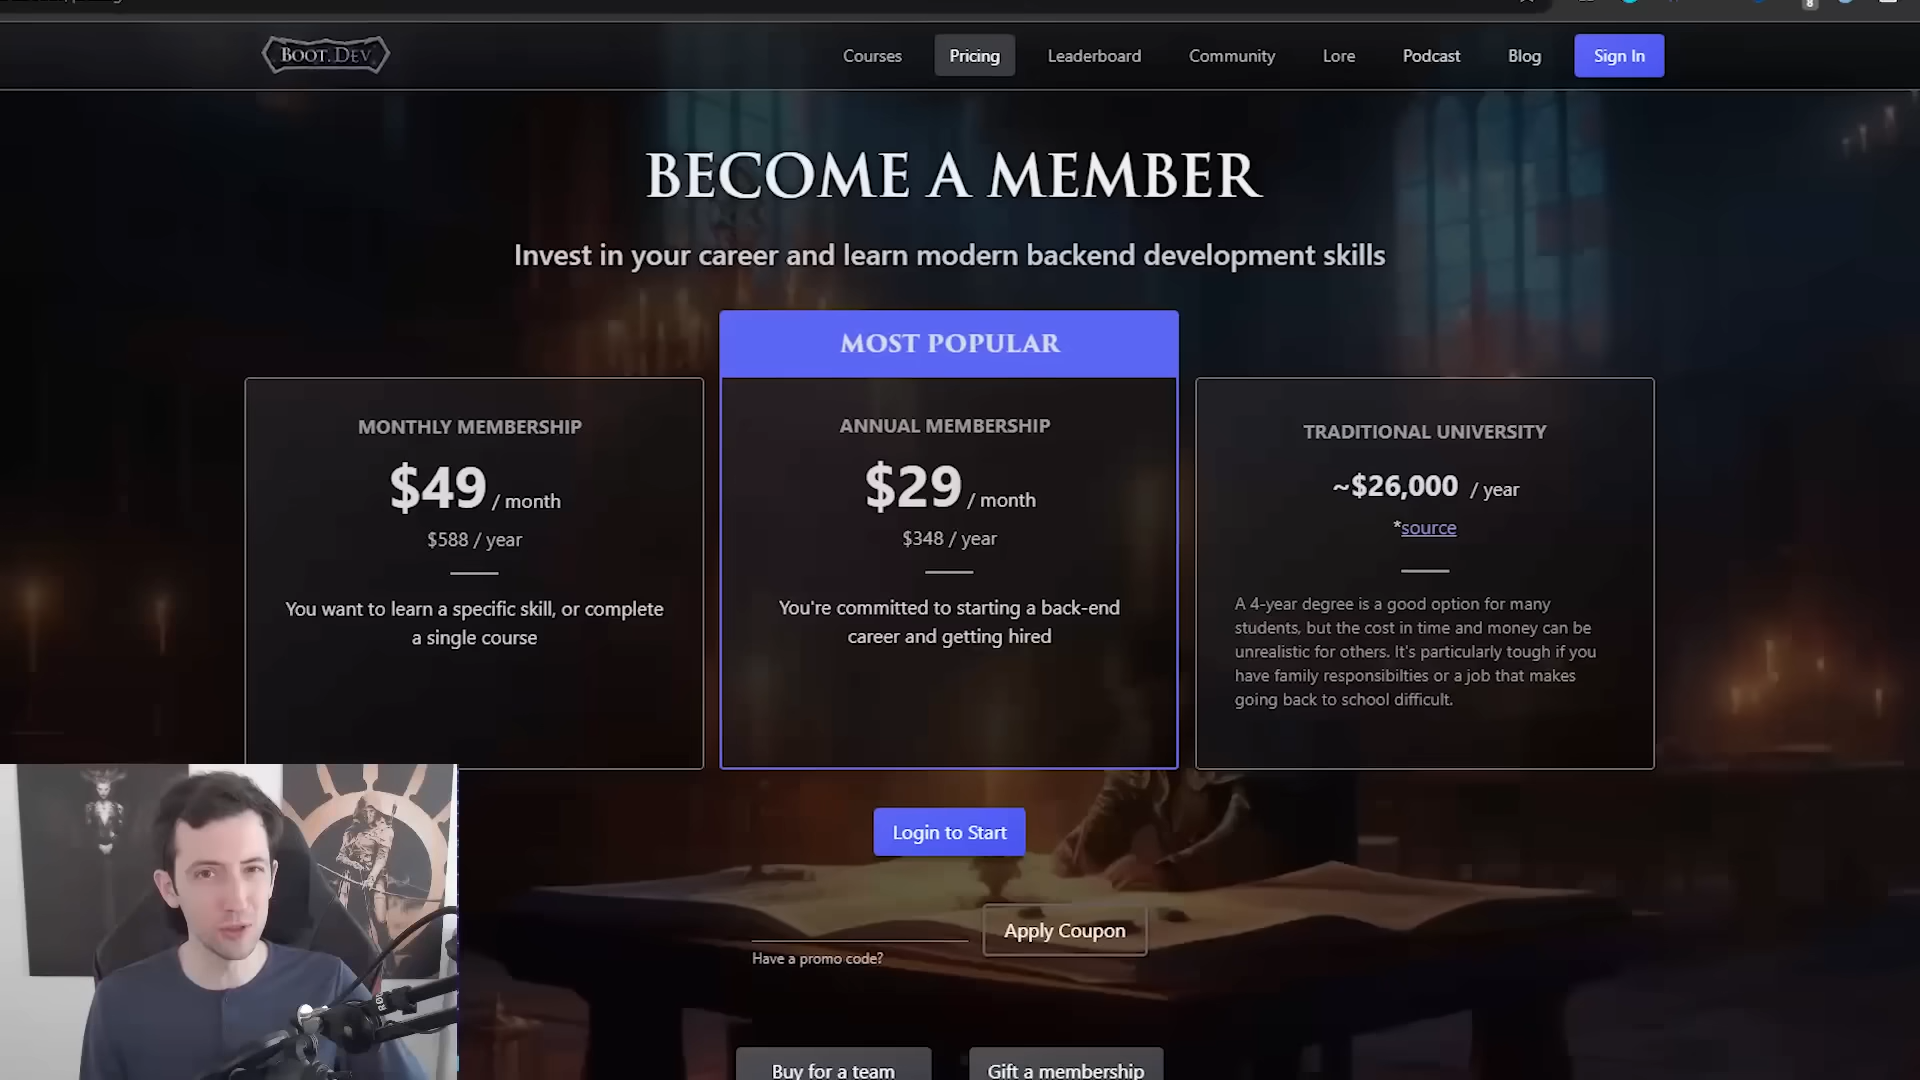 BOOT.DEV
Courses
Pricing
Leaderboard
Community
Lore
Podcast
Blog
Sign In
BECOME A MEMBER
Invest in your career and learn modern backend development skills
MOST POPULAR
MONTHLY MEMBERSHIP
$49 / month
$588 / year
You want to learn a specific skill, or complete
a single course
ANNUAL MEMBERSHIP
$29 / month
$348 / year
You're committed to starting a back-end
career and getting hired
TRADITIONAL UNIVERSITY
~$26,000 / year
*source
A 4-year degree is a good option for many
students, but the cost in time and money can be
unrealistic for others. It's particularly tough if you
have family responsibilties or a job that makes
going back to school difficult.
Login to Start
Apply Coupon
Have a promo code?
Buy for a team
Gift a membership